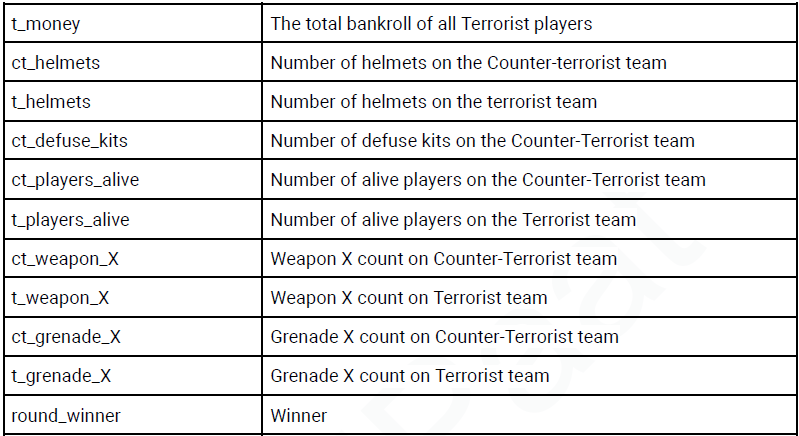 t_money The total bankroll of all Terrorist players
ct_helmets Number of helmets on the Counter-terrorist team
t_helmets Number of helmets on the terrorist team
ct_defuse_kits Number of defuse kits on the Counter-Terrorist team
ct_players_alive Number of alive players on the Counter-Terrorist team
t_players_alive Number of alive players on the Terrorist team
ct_weapon_X Weapon X count on Counter-Terrorist team
t_weapon_X Weapon X count on Terrorist team
ct_grenade_X Grenade X count on Counter-Terrorist team
t_grenade_X Grenade X count on Terrorist team
round_winner Winner